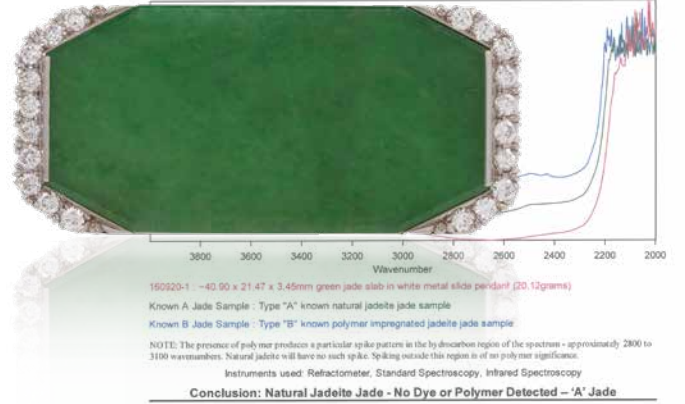 3800 3600 3400 3200 3000 2800 2600 2400 2200 2000
Wavenumber
160920-1 : ~40.90 x 21.47 x 3.45mm green jade slab in white metal slide pendant (20.12grams)
Known A Jade Sample : Type "A" known natural jadeite jade sample
Known B Jade Sample : Type "B" known polymer impregnated jadeite jade sample
NOTE: The presence of polymer produces a particular spike pattern in the hydrocarbon region of the spectrum - approximately 2800 to
3100 wavenumbers. Natural jadeite will have no such spike. Spiking outside this region is of no polymer significance.
Instruments used: Refractometer, Standard Spectroscopy, Infrared Spectroscopy
Conclusion: Natural Jadeite Jade - No Dye or Polymer Detected – 'A' Jade